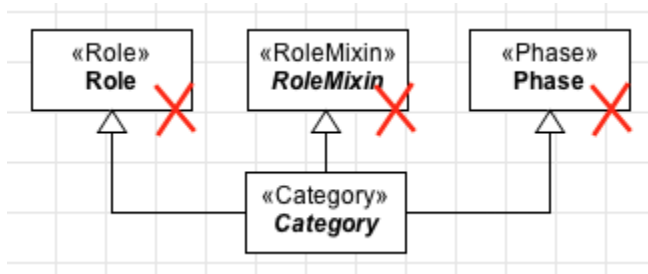 «Role»
Role
«RoleMixin»
RoleMixin
«Phase»
Phase
«Category»
Category